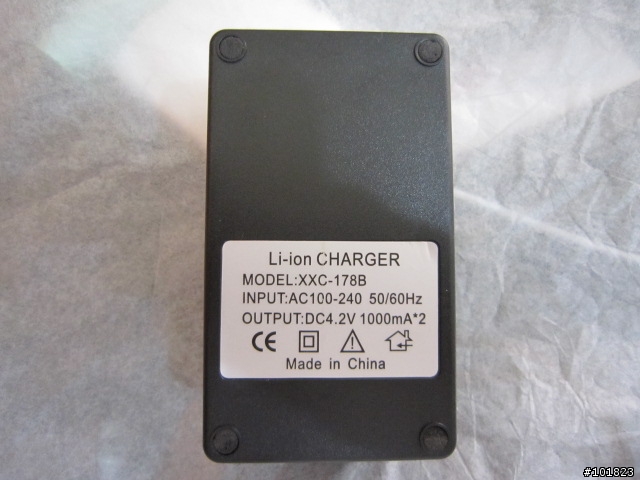 Li-ion CHARGER
MODEL:XXC-178B
INPUT:AC100-240 50/60Hz
OUTPUT:DC4.2V 1000mA*2
CE
Made in China
#101823